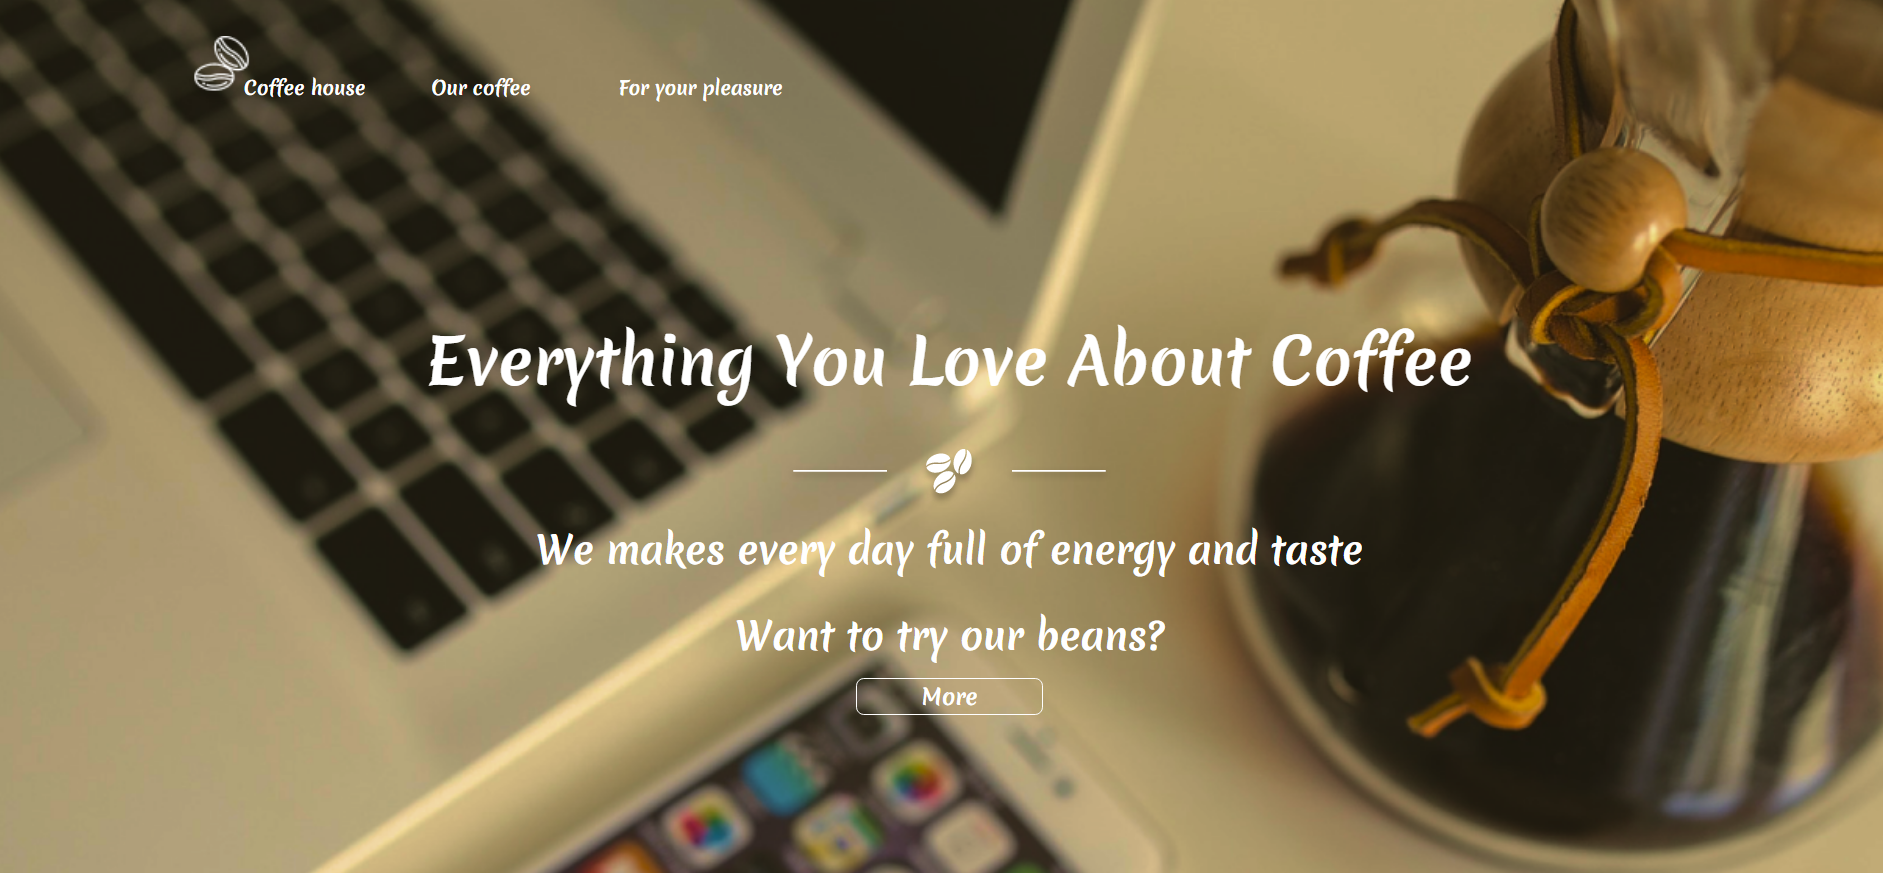 Coffee house Our coffee For your pleasure
Everything You Love About Coffee
We makes every day full of energy and taste
Want to try our beans?
More